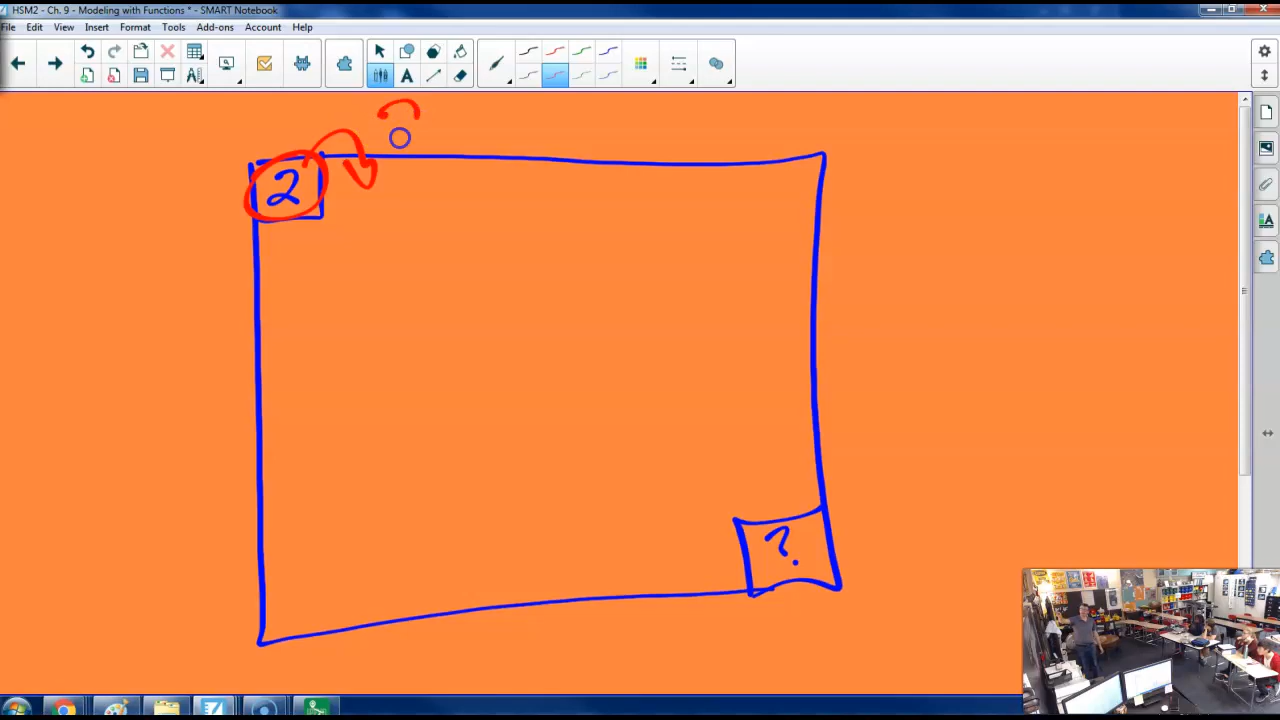 HSM2 - Ch. 9 - Modeling with Functions * - SMART Notebook
File Edit View Insert Format Tools Add-ons Account Help
2
?